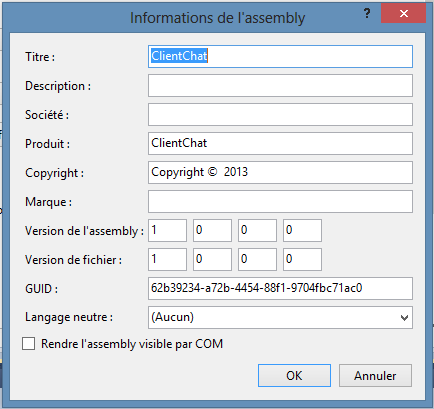 Informations de l'assembly
? ×
Titre : ClientChat
Description :
Société :
Produit : ClientChat
Copyright : Copyright © 2013
Marque :
Version de l'assembly : 1 0 0 0
Version de fichier : 1 0 0 0
GUID : 62b39234-a72b-4454-88f1-9704fbc71ac0
Langage neutre : (Aucun)
Rendre l'assembly visible par COM
OK Annuler